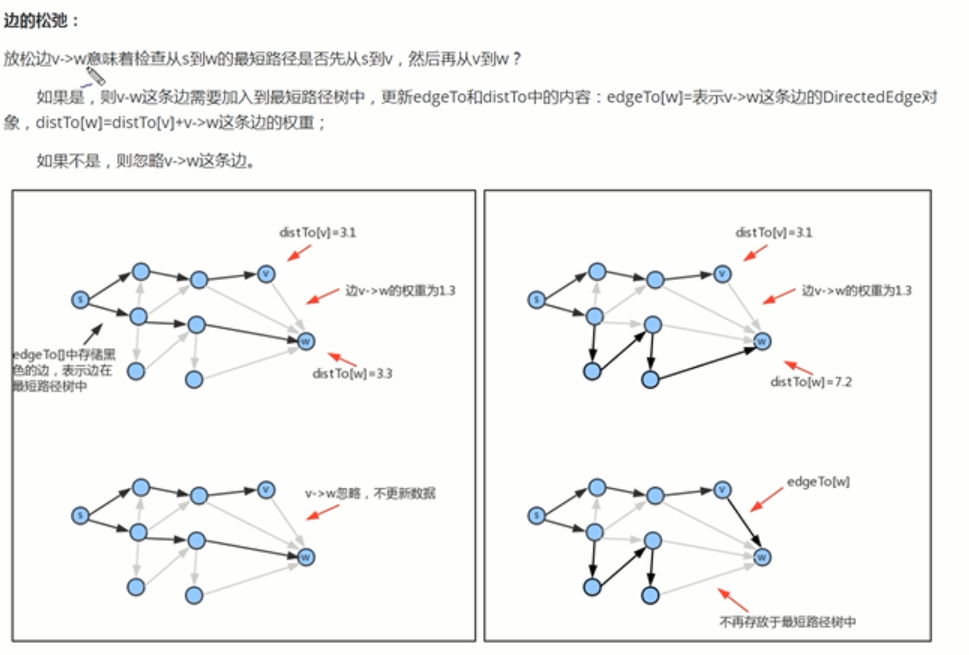 边的松弛：
放松边v->w意味着检查从s到w的最短路径是否先从s到v，然后再从v到w？
如果是，则v-w这条边需要加入到最短路径树中，更新edgeTo和distTo中的内容：edgeTo[w]=表示v->w这条边的DirectedEdge对
象，distTo[w]=distTo[v]+v->w这条边的权重；
如果不是，则忽略v->w这条边。
distTo[v]=3.1
v
边v->w的权重为1.3
s
w
edgeTo[]中存储黑
色的边，表示边在
最短路径树中
distTo[w]=3.3
v
v->w忽略，不更新数据
s
w
distTo[v]=3.1
v
边v->w的权重为1.3
s
w
distTo[w]=7.2
edgeTo[w]
v
s
w
不再存放于最短路径树中